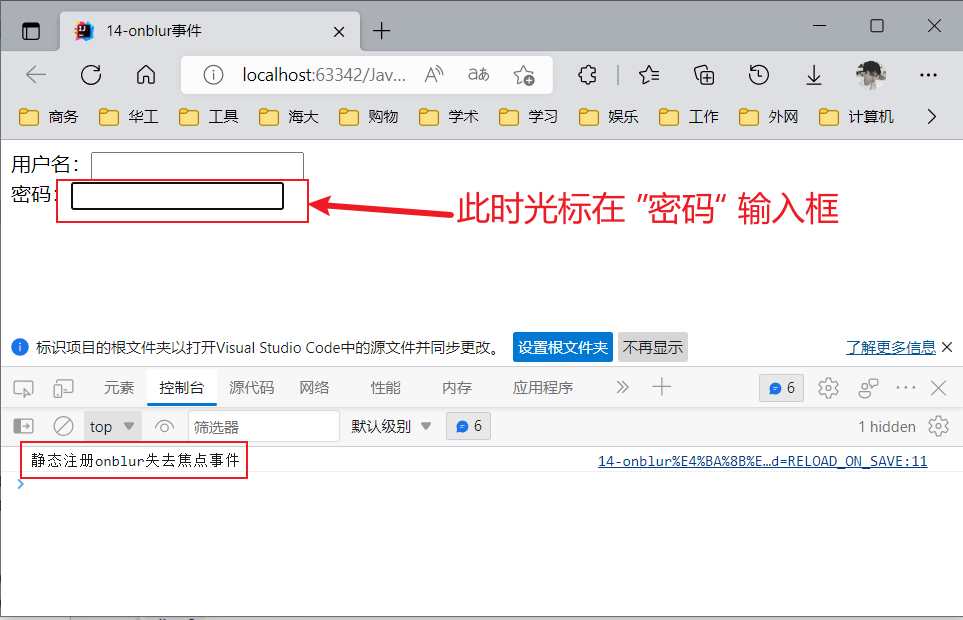 14-onblur事件
localhost:63342/Jav...
商务 华工 工具 海大 购物 学术 学习 娱乐 工作 外网 计算机
用户名：
密码：
此时光标在 ”密码“ 输入框
标识项目的根文件夹以打开Visual Studio Code中的源文件并同步更改。 设置根文件夹 不再显示 了解更多信息
元素 控制台 源代码 网络 性能 内存 应用程序 6
top 筛选器 默认级别 6 1 hidden
静态注册onblur失去焦点事件 14-onblur%E4%BA%8B%E…d=RELOAD_ON_SAVE:11